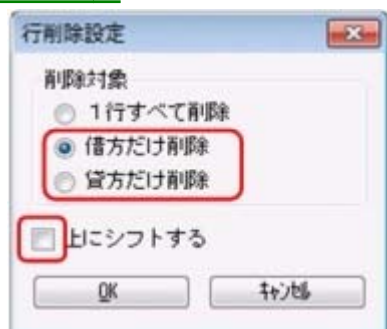 行削除設定
削除対象
1行すべて削除
借方だけ削除
貸方だけ削除
上にシフトする
OK
ｷｬﾝｾﾙ